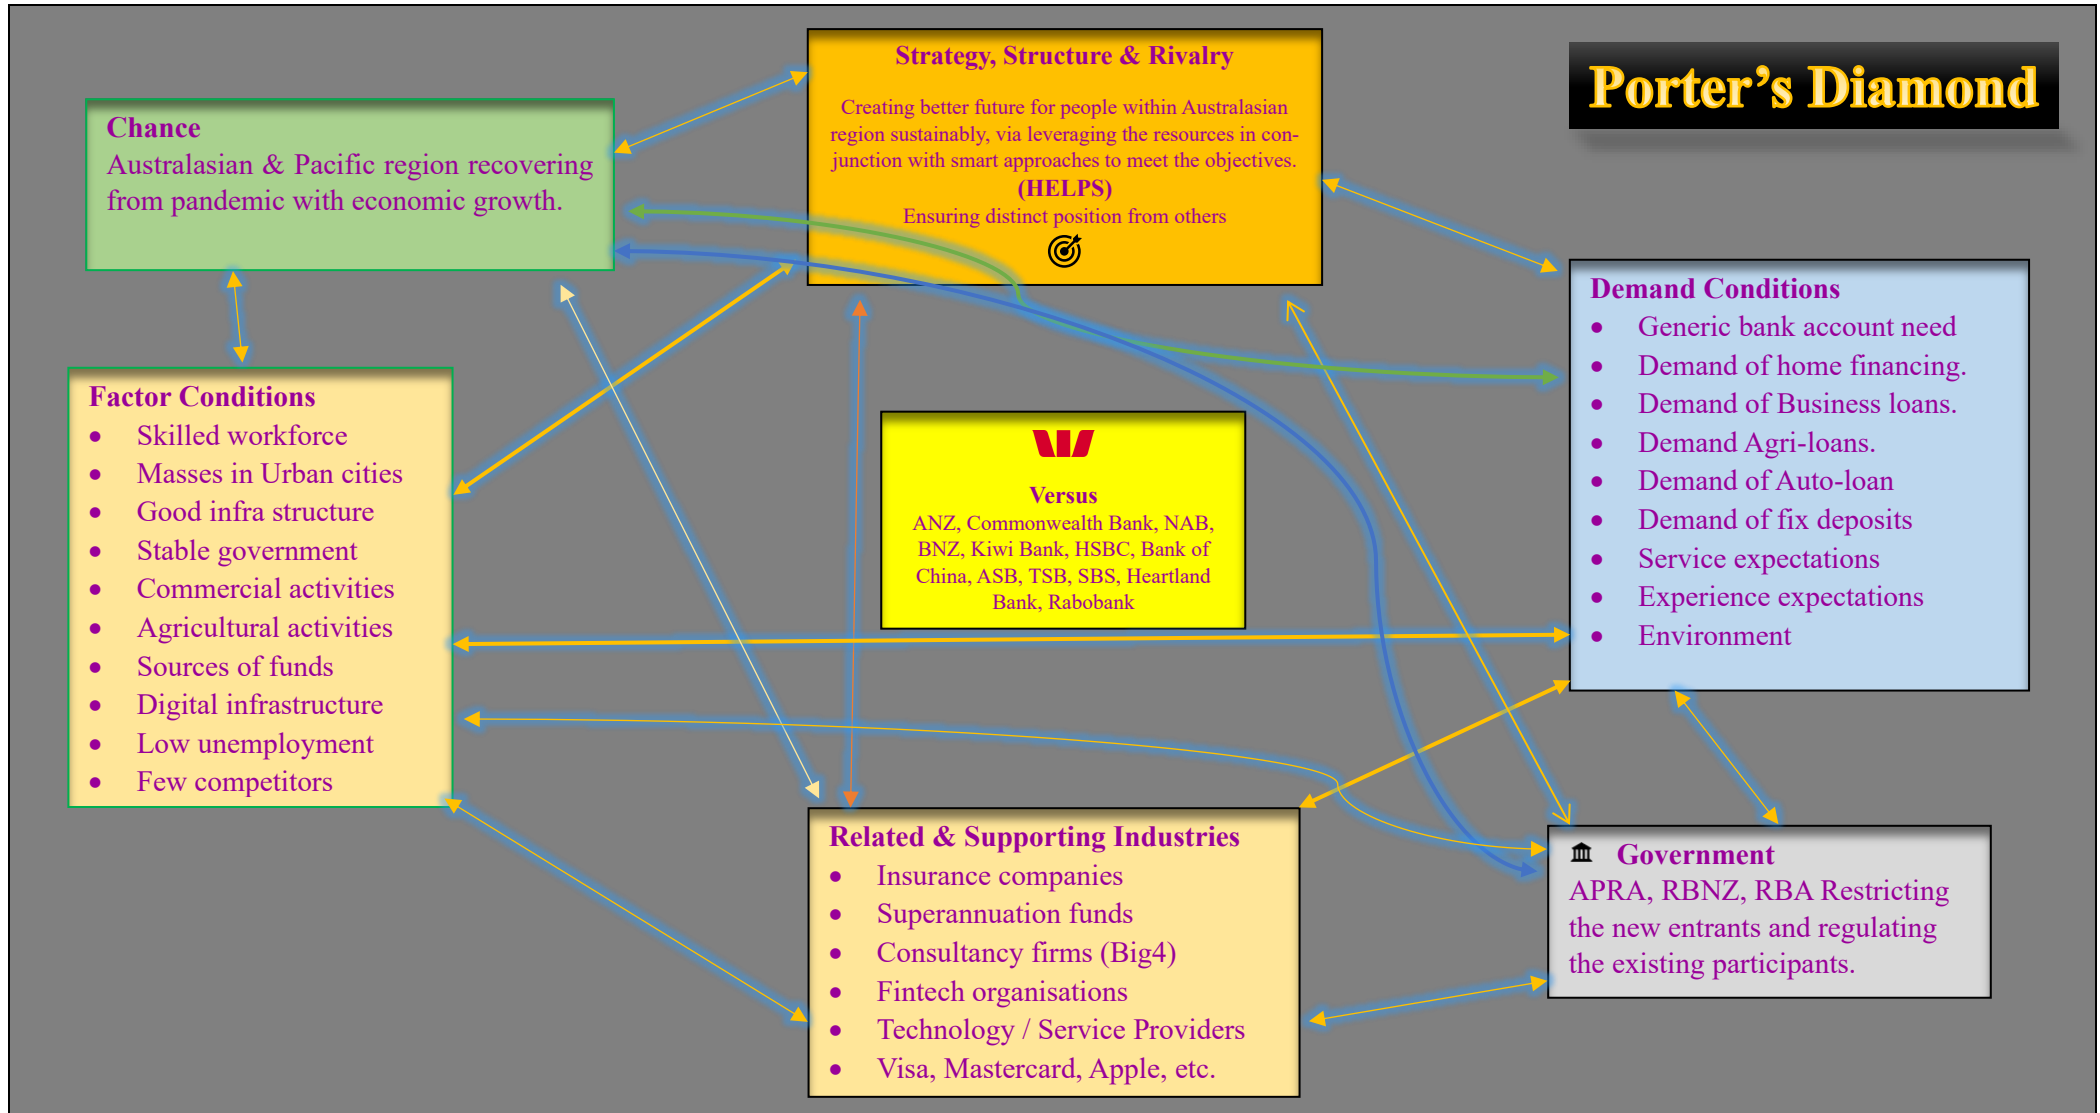 Porter’s Diamond
Strategy, Structure & Rivalry
Creating better future for people within Australasian
region sustainably, via leveraging the resources in con-
junction with smart approaches to meet the objectives.
(HELPS)
Ensuring distinct position from others
Chance
Australasian & Pacific region recovering
from pandemic with economic growth.
Demand Conditions
• Generic bank account need
• Demand of home financing.
• Demand of Business loans.
• Demand Agri-loans.
• Demand of Auto-loan
• Demand of fix deposits
• Service expectations
• Experience expectations
• Environment
Factor Conditions
• Skilled workforce
• Masses in Urban cities
• Good infra structure
• Stable government
• Commercial activities
• Agricultural activities
• Sources of funds
• Digital infrastructure
• Low unemployment
• Few competitors
Versus
ANZ, Commonwealth Bank, NAB,
BNZ, Kiwi Bank, HSBC, Bank of
China, ASB, TSB, SBS, Heartland
Bank, Rabobank
Related & Supporting Industries
• Insurance companies
• Superannuation funds
• Consultancy firms (Big4)
• Fintech organisations
• Technology / Service Providers
• Visa, Mastercard, Apple, etc.
Government
APRA, RBNZ, RBA Restricting
the new entrants and regulating
the existing participants.